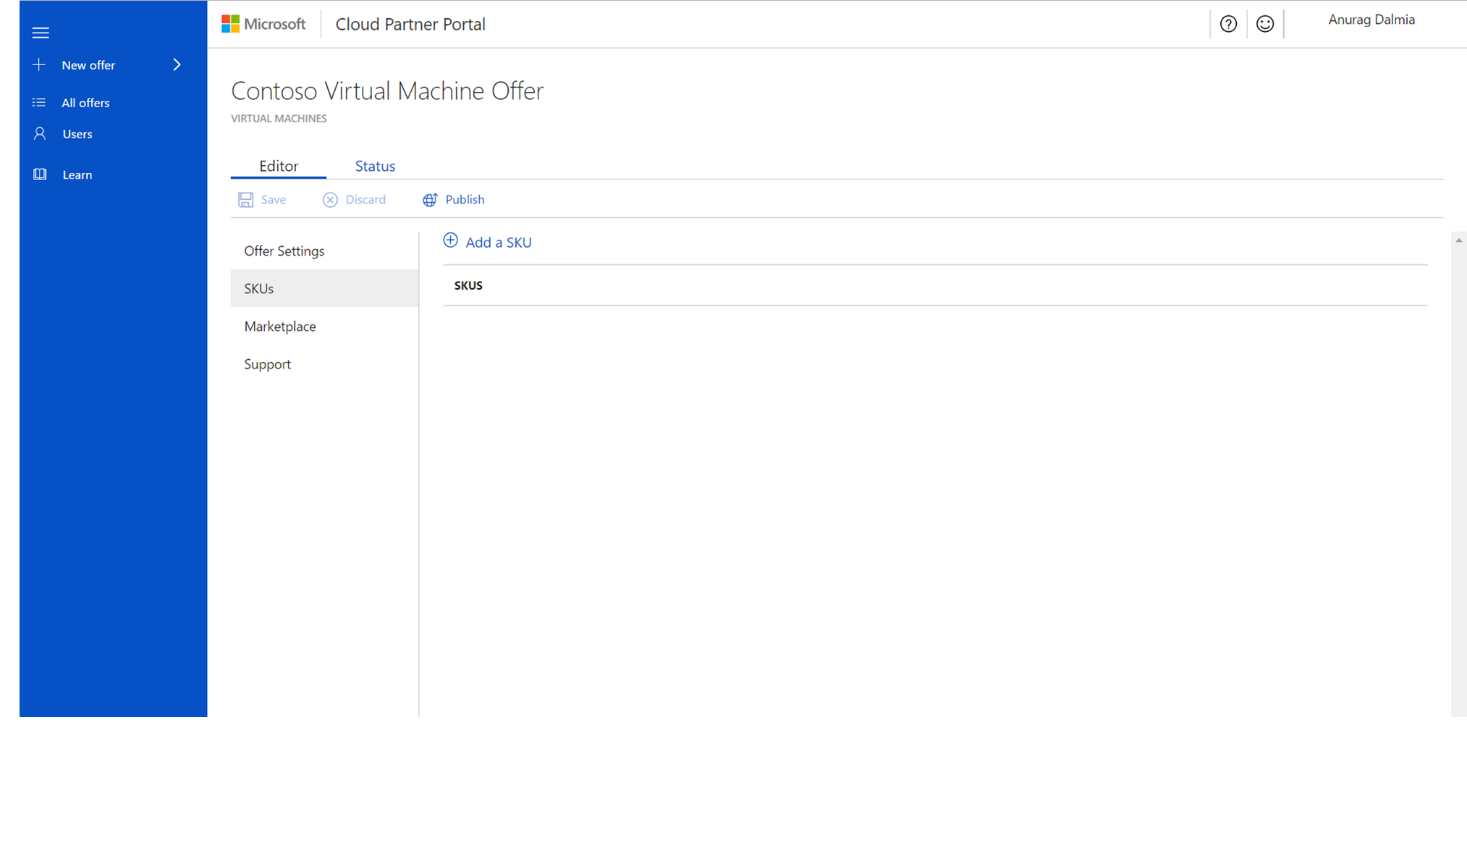 Microsoft Cloud Partner Portal Anurag Dalmia
New offer
All offers
Users
Learn
Contoso Virtual Machine Offer
VIRTUAL MACHINES
Editor Status
Save Discard Publish
Offer Settings
SKUs
Marketplace
Support
Add a SKU
SKUS